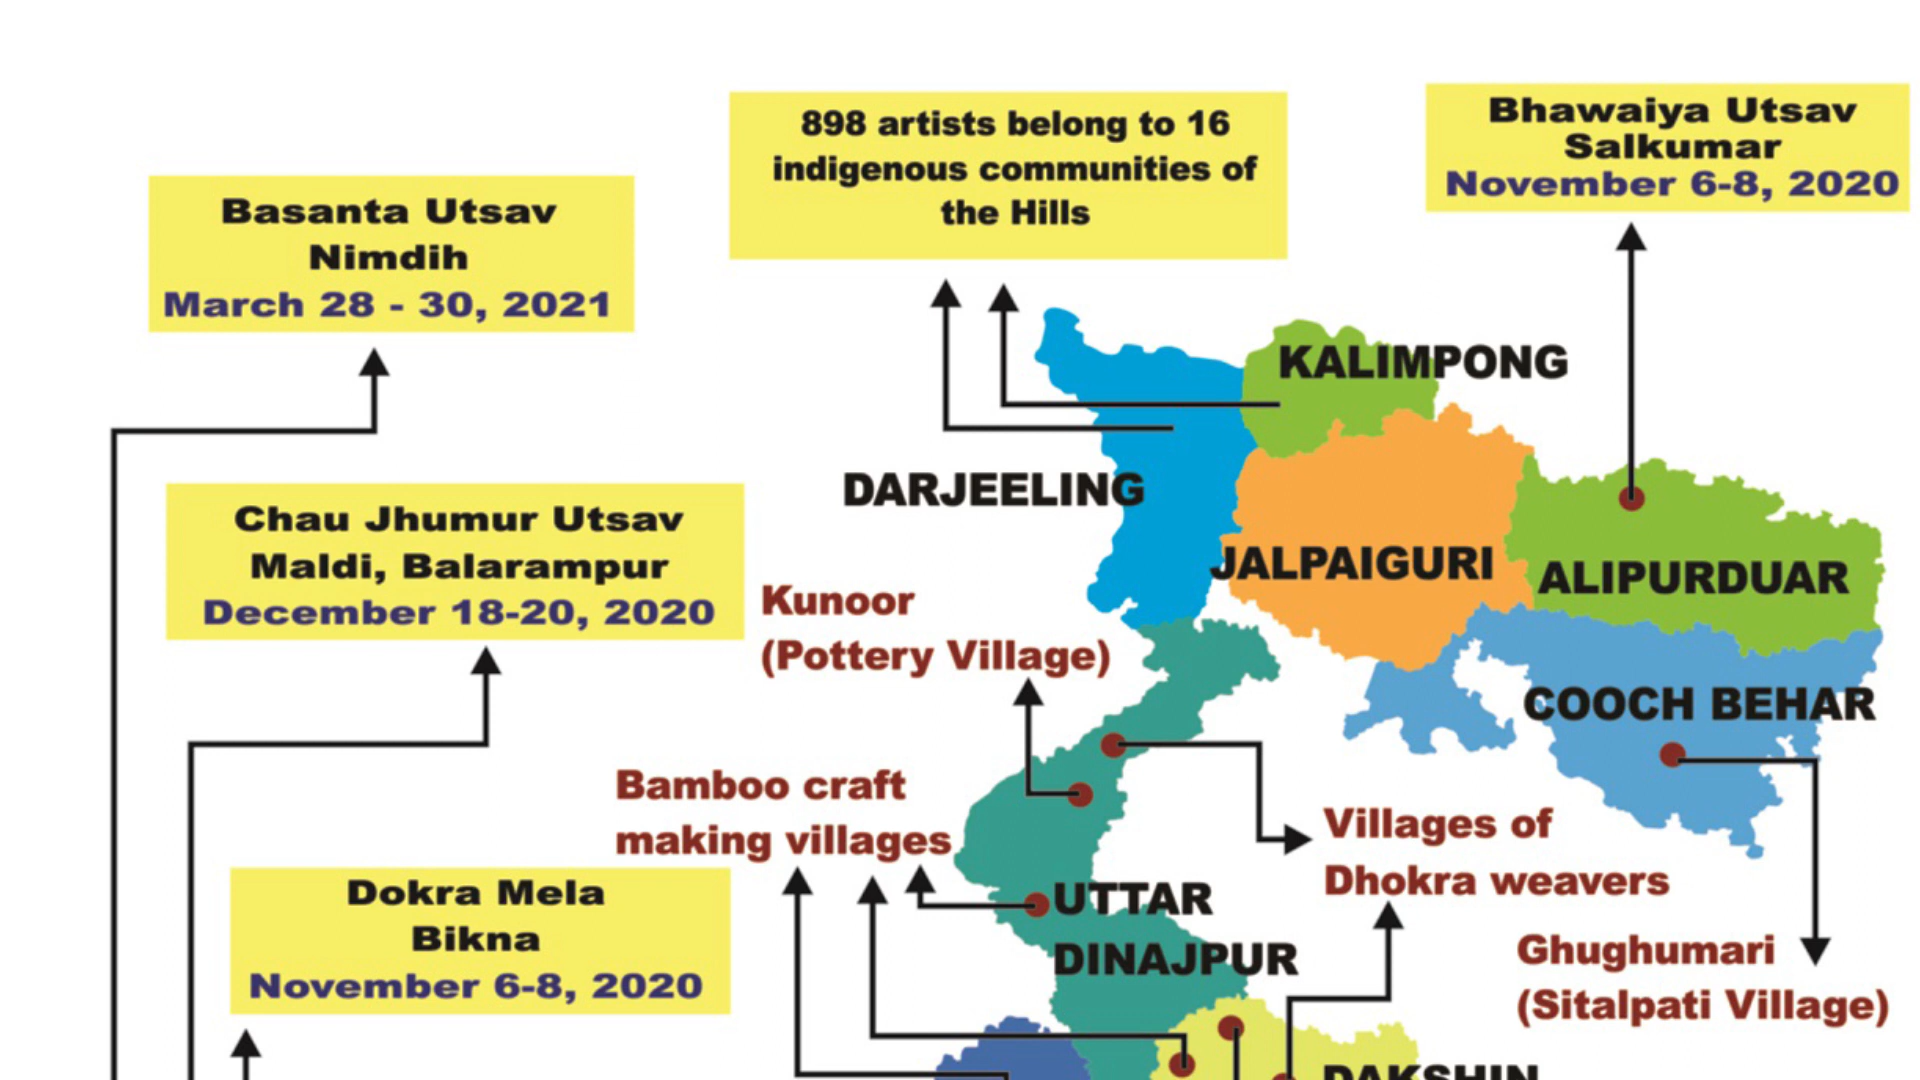 898 artists belong to 16
indigenous communities of
the Hills
Bhawaiya Utsav
Salkumar
November 6-8, 2020
Basanta Utsav
Nimdih
March 28 - 30, 2021
KALIMPONG
DARJEELING
Chau Jhumur Utsav
Maldi, Balarampur
December 18-20, 2020
JALPAIGURI
ALIPURDUAR
Kunoor
(Pottery Village)
COOCH BEHAR
Bamboo craft
making villages
Villages of
Dhokra weavers
Dokra Mela
Bikna
November 6-8, 2020
UTTAR
DINAJPUR
Ghughumari
(Sitalpati Village)
DAKSHIN